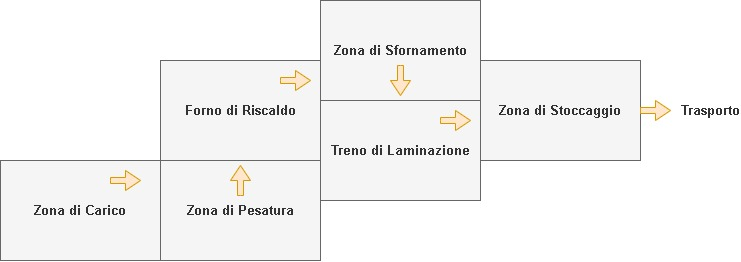 Zona di Sfornamento
Forno di Riscaldo
Zona di Stoccaggio
Trasporto
Treno di Laminazione
Zona di Carico
Zona di Pesatura